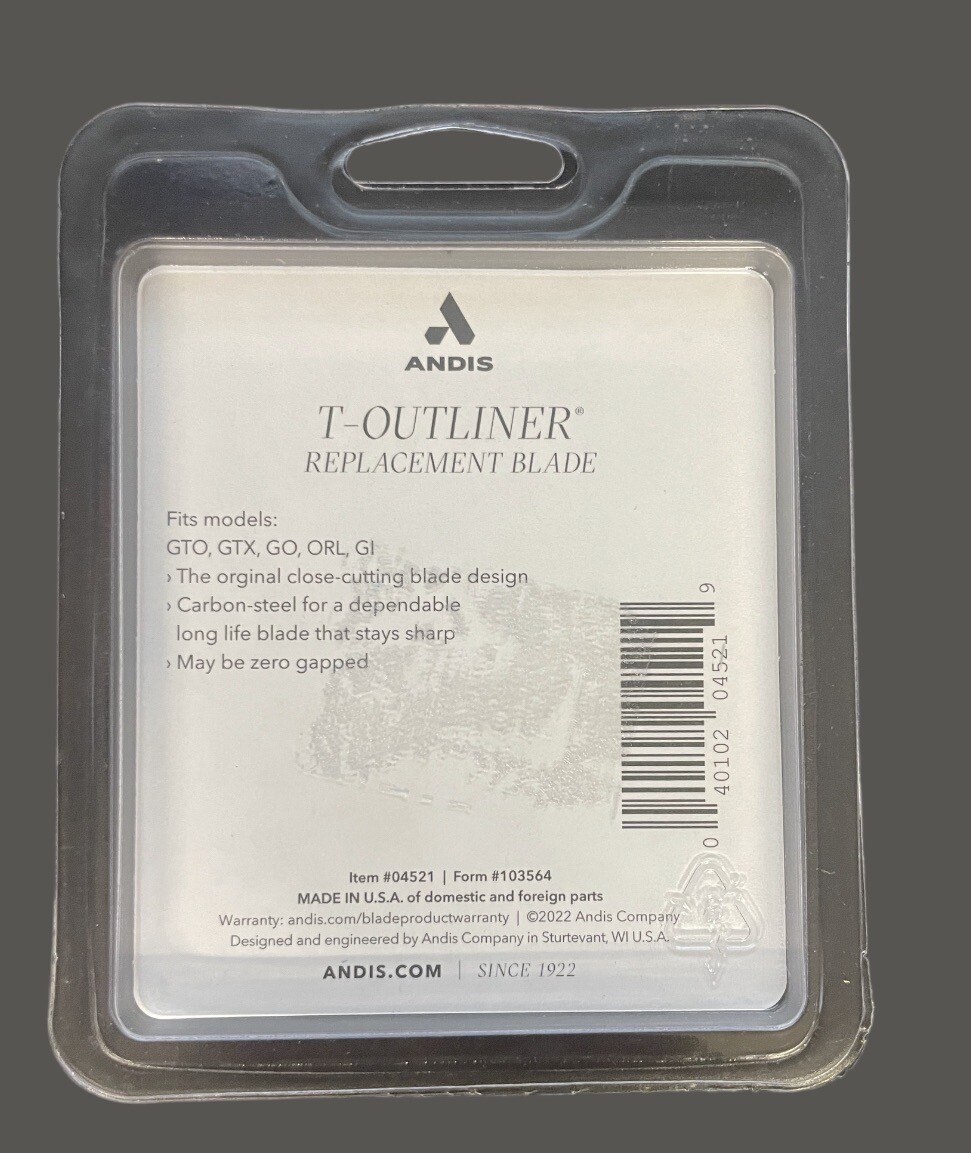 ANDIS
T-OUTLINER®
REPLACEMENT BLADE
Fits models:
GTO, GTX, GO, ORL, GI
› The orginal close-cutting blade design
› Carbon-steel for a dependable
long life blade that stays sharp
› May be zero gapped
0 40102 04521 9
Item #04521 | Form #103564
MADE IN U.S.A. of domestic and foreign parts
Warranty: andis.com/bladeproductwarranty | ©2022 Andis Company
Designed and engineered by Andis Company in Sturtevant, WI U.S.A.
ANDIS.COM | SINCE 1922